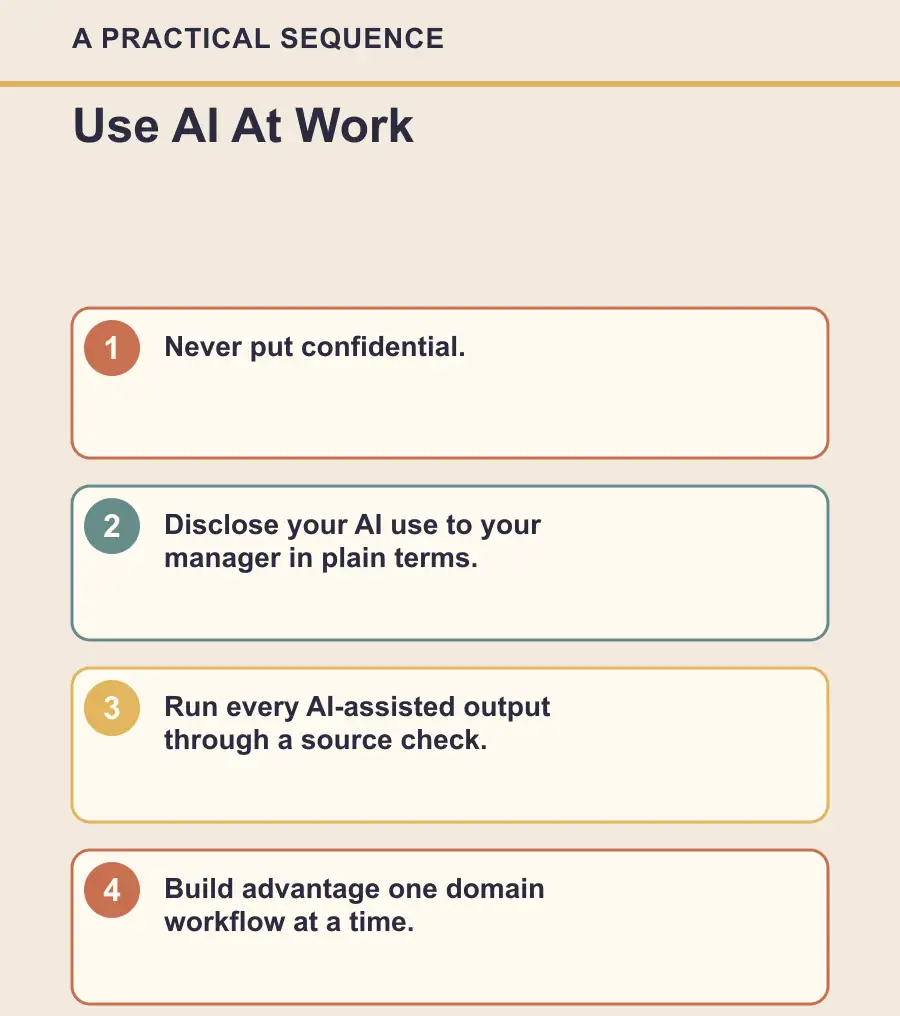 A PRACTICAL SEQUENCE
Use AI At Work
1
Never put confidential.
2
Disclose your AI use to your
manager in plain terms.
3
Run every AI-assisted output
through a source check.
4
Build advantage one domain
workflow at a time.